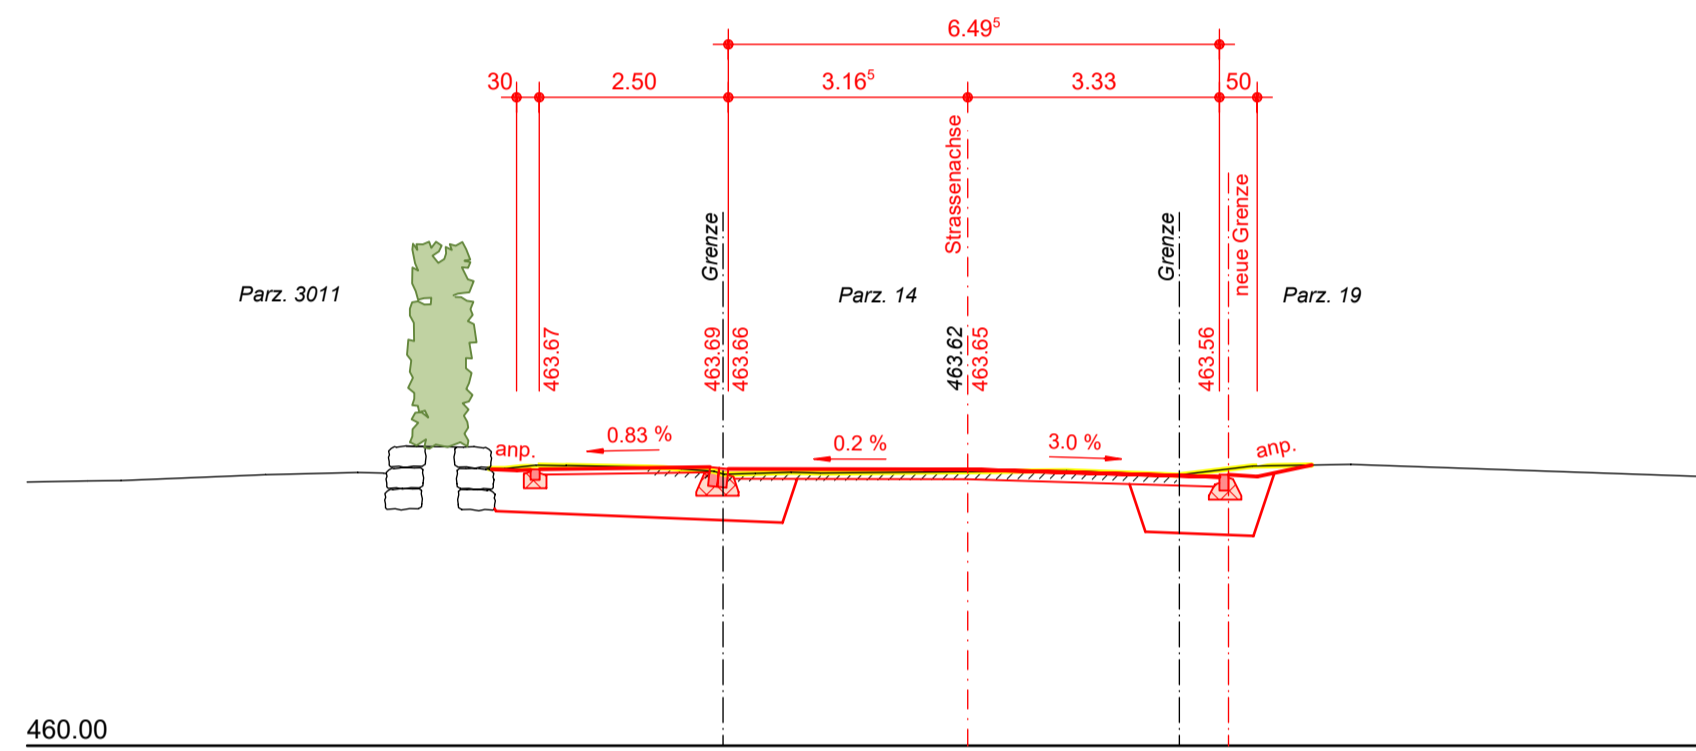 6.49⁵
30 2.50 3.16⁵ 3.33 50
Strassenachse
neue Grenze
Grenze
Grenze
Parz. 3011
Parz. 14
Parz. 19
463.67
463.69
463.66
463.62
463.65
463.56
anp.
0.83 %
0.2 %
3.0 %
anp.
460.00